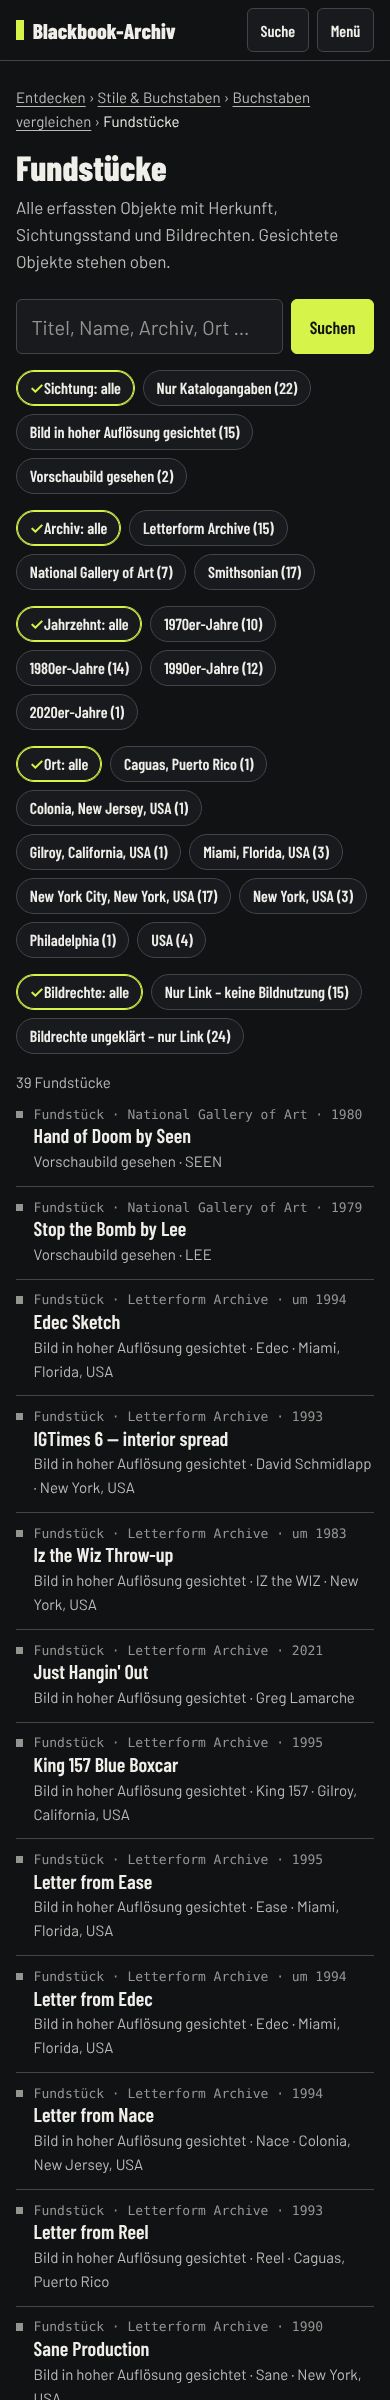 Blackbook-Archiv
Suche
Menü
Entdecken › Stile & Buchstaben › Buchstaben
vergleichen › Fundstücke
Fundstücke
Alle erfassten Objekte mit Herkunft,
Sichtungsstand und Bildrechten. Gesichtete
Objekte stehen oben.
Titel, Name, Archiv, Ort ...
Suchen
✓Sichtung: alle
Nur Katalogangaben (22)
Bild in hoher Auflösung gesichtet (15)
Vorschaubild gesehen (2)
✓Archiv: alle
Letterform Archive (15)
National Gallery of Art (7)
Smithsonian (17)
✓Jahrzehnt: alle
1970er-Jahre (10)
1980er-Jahre (14)
1990er-Jahre (12)
2020er-Jahre (1)
✓Ort: alle
Caguas, Puerto Rico (1)
Colonia, New Jersey, USA (1)
Gilroy, California, USA (1)
Miami, Florida, USA (3)
New York City, New York, USA (17)
New York, USA (3)
Philadelphia (1)
USA (4)
✓Bildrechte: alle
Nur Link – keine Bildnutzung (15)
Bildrechte ungeklärt – nur Link (24)
39 Fundstücke
Fundstück · National Gallery of Art · 1980
Hand of Doom by Seen
Vorschaubild gesehen · SEEN
Fundstück · National Gallery of Art · 1979
Stop the Bomb by Lee
Vorschaubild gesehen · LEE
Fundstück · Letterform Archive · um 1994
Edec Sketch
Bild in hoher Auflösung gesichtet · Edec · Miami,
Florida, USA
Fundstück · Letterform Archive · 1993
IGTimes 6 — interior spread
Bild in hoher Auflösung gesichtet · David Schmidlapp
· New York, USA
Fundstück · Letterform Archive · um 1983
Iz the Wiz Throw-up
Bild in hoher Auflösung gesichtet · IZ the WIZ · New
York, USA
Fundstück · Letterform Archive · 2021
Just Hangin' Out
Bild in hoher Auflösung gesichtet · Greg Lamarche
Fundstück · Letterform Archive · 1995
King 157 Blue Boxcar
Bild in hoher Auflösung gesichtet · King 157 · Gilroy,
California, USA
Fundstück · Letterform Archive · 1995
Letter from Ease
Bild in hoher Auflösung gesichtet · Ease · Miami,
Florida, USA
Fundstück · Letterform Archive · um 1994
Letter from Edec
Bild in hoher Auflösung gesichtet · Edec · Miami,
Florida, USA
Fundstück · Letterform Archive · 1994
Letter from Nace
Bild in hoher Auflösung gesichtet · Nace · Colonia,
New Jersey, USA
Fundstück · Letterform Archive · 1993
Letter from Reel
Bild in hoher Auflösung gesichtet · Reel · Caguas,
Puerto Rico
Fundstück · Letterform Archive · 1990
Sane Production
Bild in hoher Auflösung gesichtet · Sane · New York,
USA